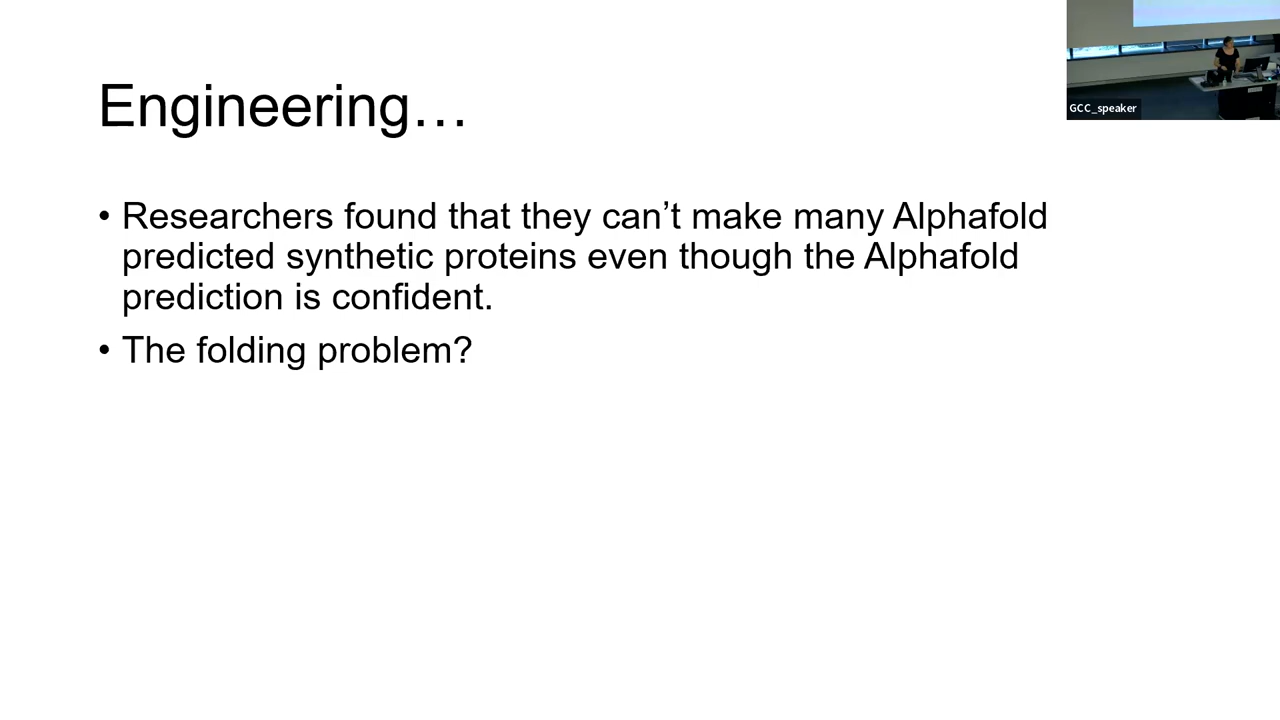 Engineering…
• Researchers found that they can’t make many Alphafold
predicted synthetic proteins even though the Alphafold
prediction is confident.
• The folding problem?
GCC_speaker